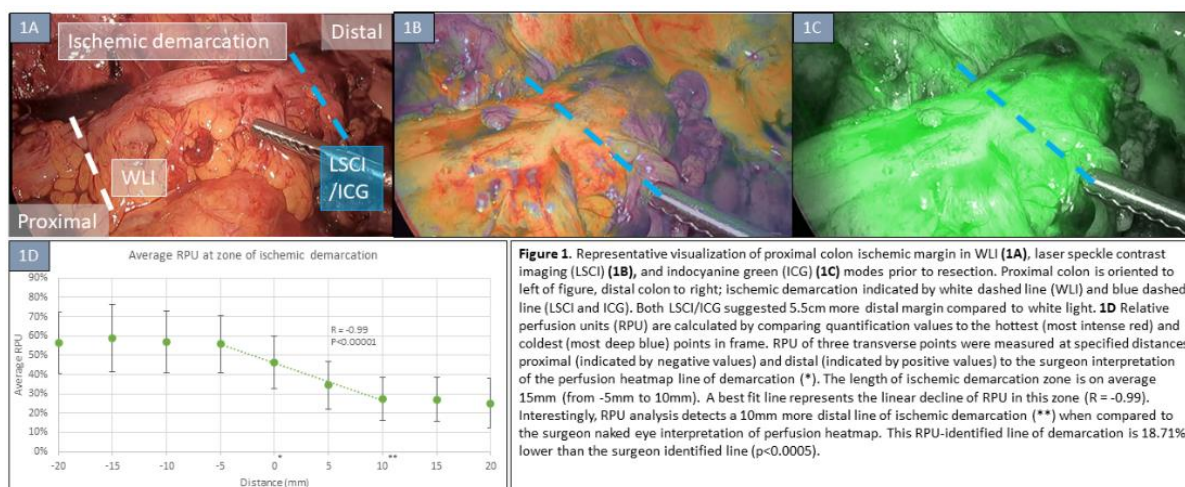 1A
Ischemic demarcation
Distal
WLI
LSCI
/ICG
Proximal
1B
1C
1D
Average RPU at zone of ischemic demarcation
90%
80%
70%
60%
50%
40%
30%
20%
10%
0%
Average RPU
R = -0.99
P<0.00001
-20
-15
-10
-5
0
*
5
10
**
15
20
Distance (mm)
Figure 1. Representative visualization of proximal colon ischemic margin in WLI (1A), laser speckle contrast
imaging (LSCI) (1B), and indocyanine green (ICG) (1C) modes prior to resection. Proximal colon is oriented to
left of figure, distal colon to right; ischemic demarcation indicated by white dashed line (WLI) and blue dashed
line (LSCI and ICG). Both LSCI/ICG suggested 5.5cm more distal margin compared to white light. 1D Relative
perfusion units (RPU) are calculated by comparing quantification values to the hottest (most intense red) and
coldest (most deep blue) points in frame. RPU of three transverse points were measured at specified distances
proximal (indicated by negative values) and distal (indicated by positive values) to the surgeon interpretation
of the perfusion heatmap line of demarcation (*). The length of ischemic demarcation zone is on average
15mm (from -5mm to 10mm). A best fit line represents the linear decline of RPU in this zone (R = -0.99).
Interestingly, RPU analysis detects a 10mm more distal line of ischemic demarcation (**) when compared to
the surgeon naked eye interpretation of perfusion heatmap. This RPU-identified line of demarcation is 18.71%
lower than the surgeon identified line (p<0.0005).